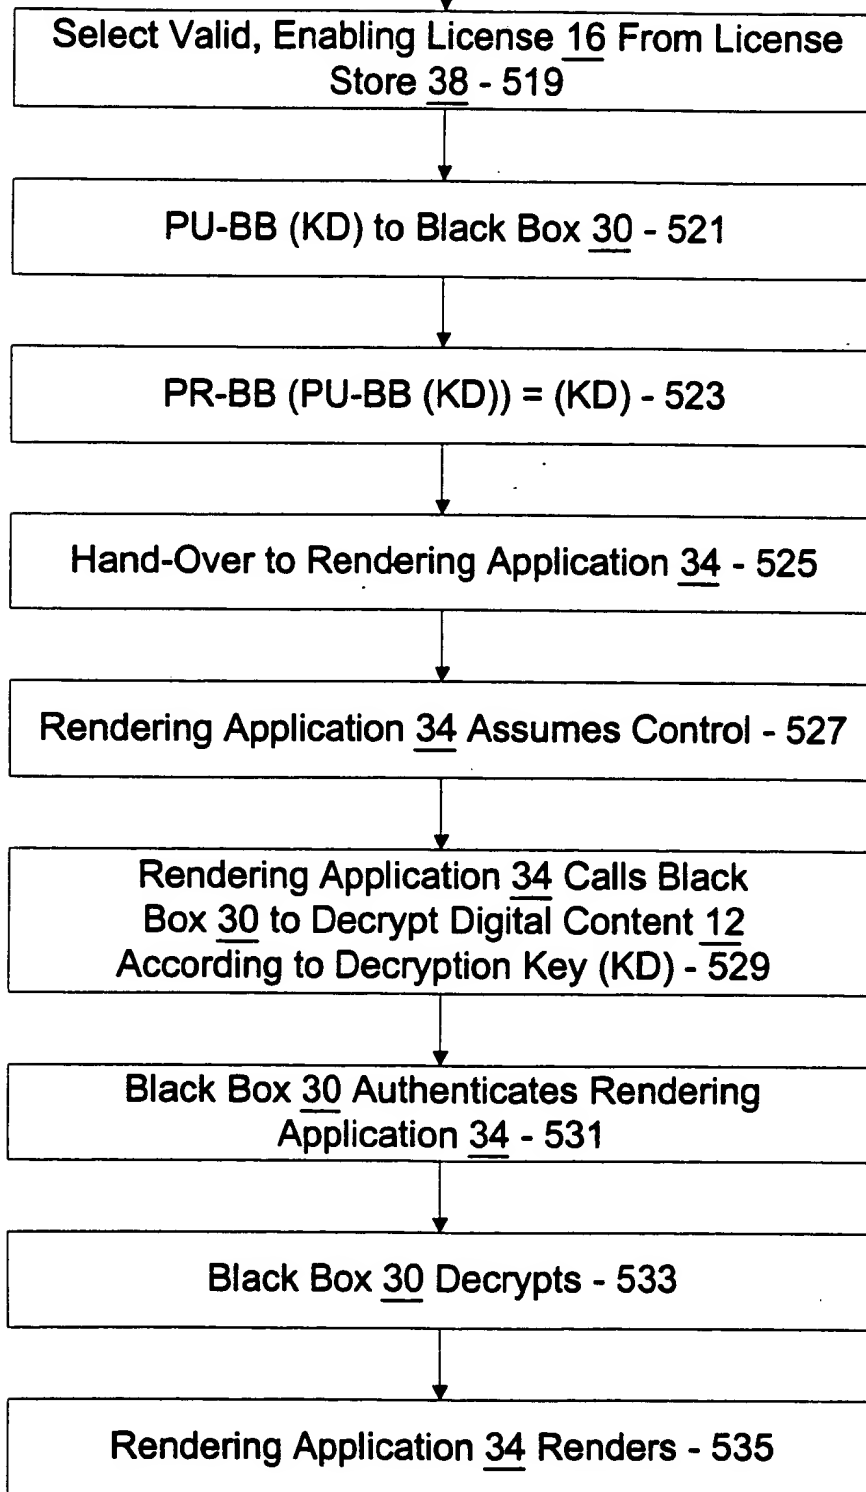 Select Valid, Enabling License 16 From License
Store 38 - 519
PU-BB (KD) to Black Box 30 - 521
PR-BB (PU-BB (KD)) = (KD) - 523
Hand-Over to Rendering Application 34 - 525
Rendering Application 34 Assumes Control - 527
Rendering Application 34 Calls Black
Box 30 to Decrypt Digital Content 12
According to Decryption Key (KD) - 529
Black Box 30 Authenticates Rendering
Application 34 - 531
Black Box 30 Decrypts - 533
Rendering Application 34 Renders - 535